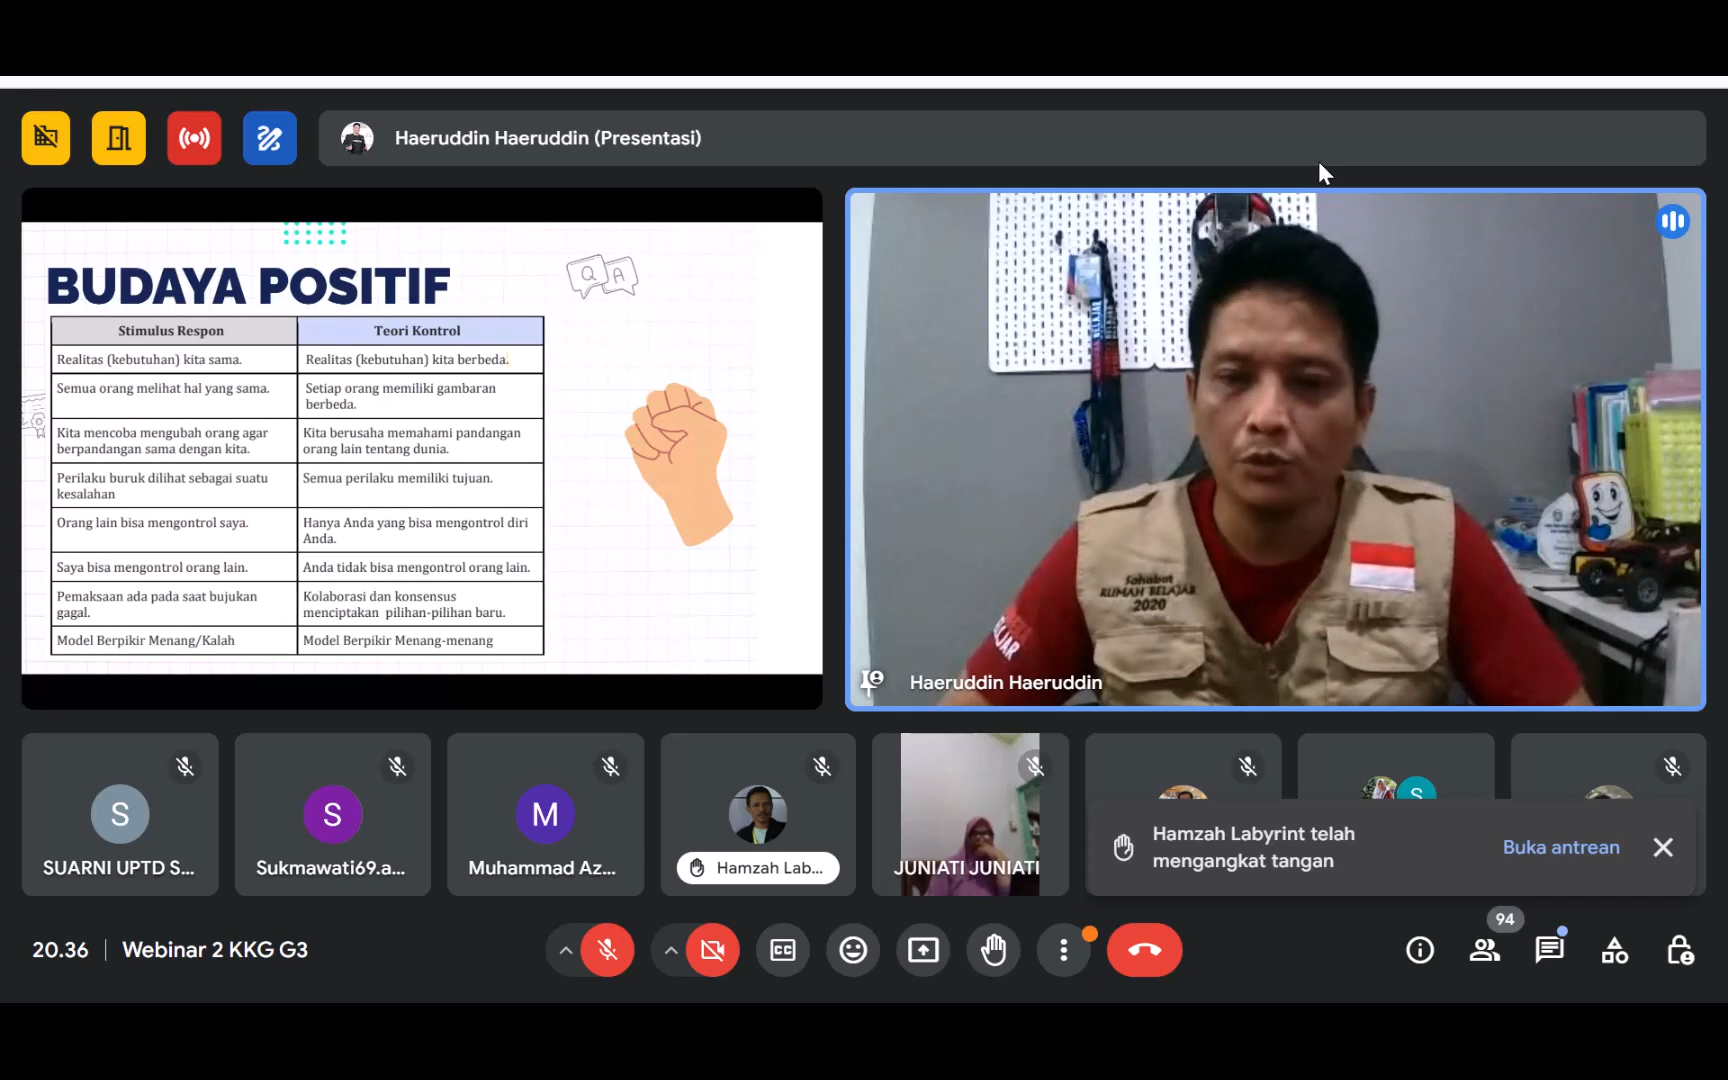 Haeruddin Haeruddin (Presentasi)
BUDAYA POSITIF
Q A
Stimulus Respon
Teori Kontrol
Realitas (kebutuhan) kita sama.
Realitas (kebutuhan) kita berbeda.
Semua orang melihat hal yang sama.
Setiap orang memiliki gambaran
berbeda.
Kita mencoba mengubah orang agar
berpandangan sama dengan kita.
Kita berusaha memahami pandangan
orang lain tentang dunia.
Perilaku buruk dilihat sebagai suatu
kesalahan
Semua perilaku memiliki tujuan.
Orang lain bisa mengontrol saya.
Hanya Anda yang bisa mengontrol diri
Anda.
Saya bisa mengontrol orang lain.
Anda tidak bisa mengontrol orang lain.
Pemaksaan ada pada saat bujukan
gagal.
Kolaborasi dan konsensus
menciptakan pilihan-pilihan baru.
Model Berpikir Menang/Kalah
Model Berpikir Menang-menang
Sahabat
RUMAH BELAJAR
2020
Haeruddin Haeruddin
S
SUARNI UPTD S...
S
Sukmawati69.a...
M
Muhammad Az...
Hamzah Lab...
JUNIATI JUNIATI
S
Hamzah Labyrint telah
mengangkat tangan
Buka antrean
20.36
Webinar 2 KKG G3
CC
94